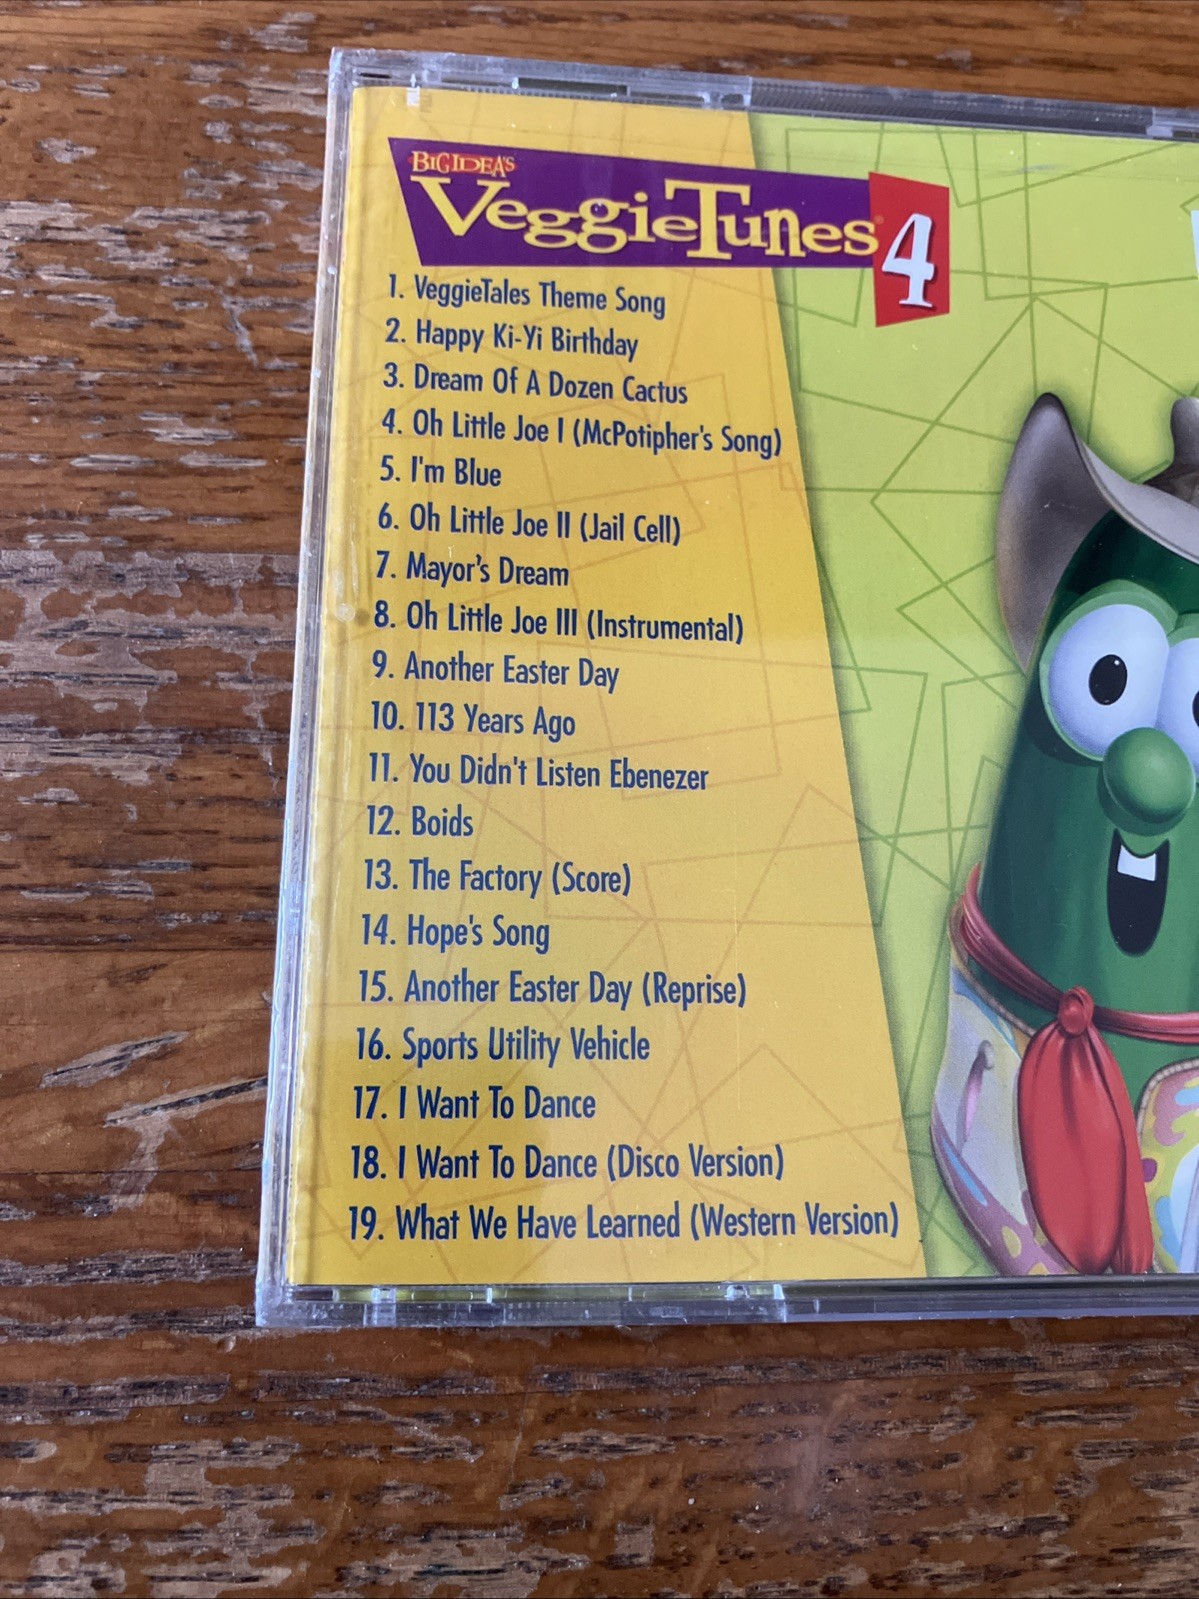 BIG IDEA'S
VeggieTunes® 4
1. VeggieTales Theme Song
2. Happy Ki-Yi Birthday
3. Dream Of A Dozen Cactus
4. Oh Little Joe I (McPotipher's Song)
5. I'm Blue
6. Oh Little Joe II (Jail Cell)
7. Mayor's Dream
8. Oh Little Joe III (Instrumental)
9. Another Easter Day
10. 113 Years Ago
11. You Didn't Listen Ebenezer
12. Boids
13. The Factory (Score)
14. Hope's Song
15. Another Easter Day (Reprise)
16. Sports Utility Vehicle
17. I Want To Dance
18. I Want To Dance (Disco Version)
19. What We Have Learned (Western Version)